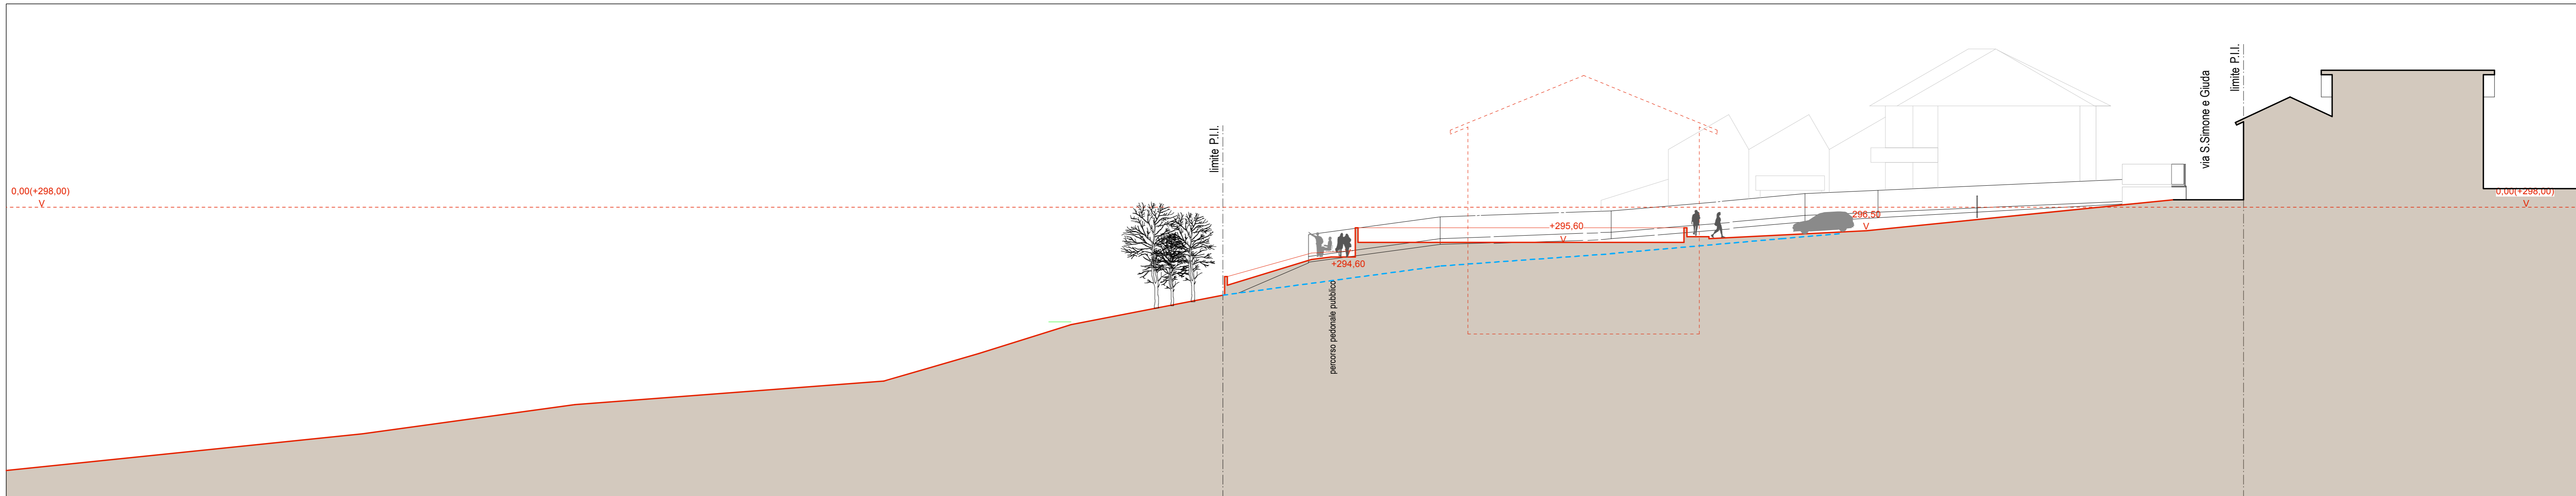 0,00(+298,00)
V
limite P.I.I.
percorso pedonale pubblico
+294,60
+295,60
V
296,50
V
via S.Simone e Giuda
limite P.I.I.
0,00(+298,00)
V